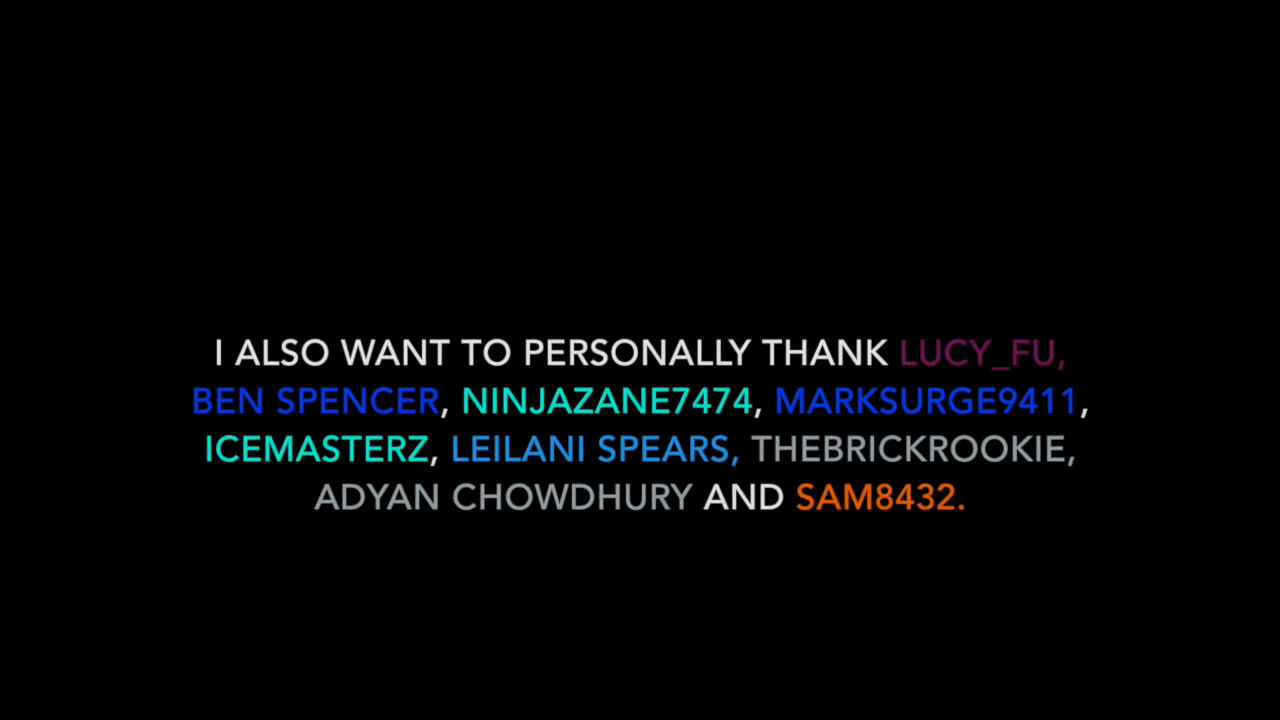 I ALSO WANT TO PERSONALLY THANK LUCY_FU,
BEN SPENCER, NINJAZANE7474, MARKSURGE9411,
ICEMASTERZ, LEILANI SPEARS, THEBRICKROOKIE,
ADYAN CHOWDHURY AND SAM8432.